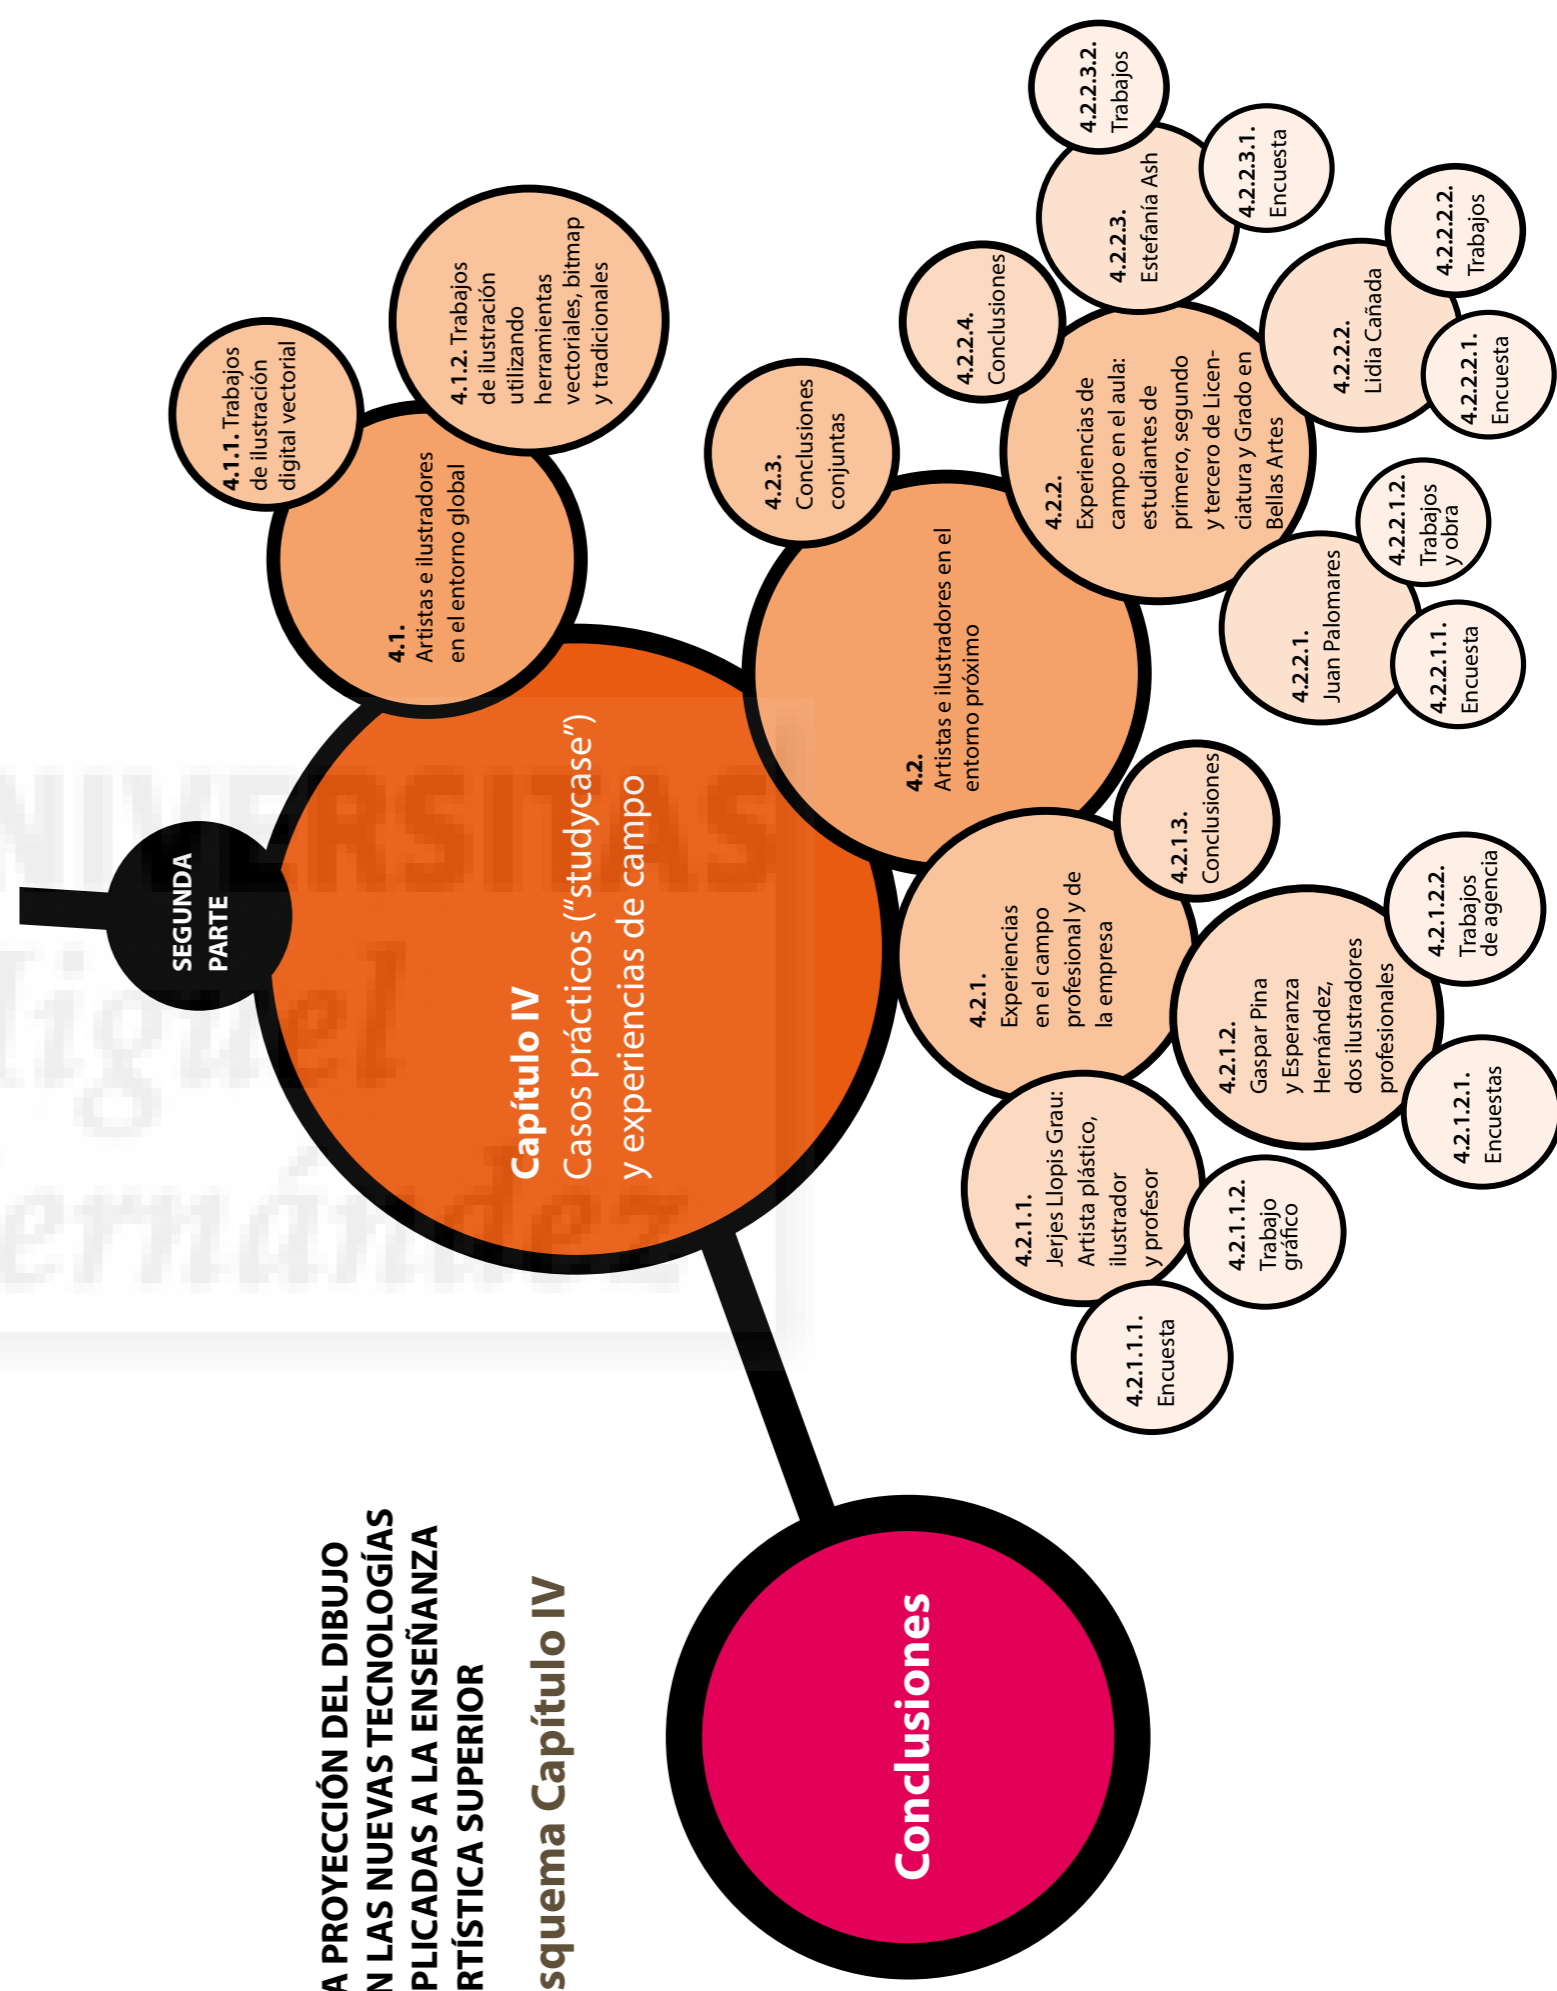 A PROYECCIÓN DEL DIBUJO
N LAS NUEVAS TECNOLOGÍAS
PLICADAS A LA ENSEÑANZA
RTÍSTICA SUPERIOR
squema Capítulo IV
SEGUNDA
PARTE
Capítulo IV
Casos prácticos (“studycase”)
y experiencias de campo
4.1.
Artistas e ilustradores
en el entorno global
4.1.1. Trabajos
de ilustración
digital vectorial
4.1.2. Trabajos
de ilustración
utilizando
herramientas
vectoriales, bitmap
y tradicionales
4.2.
Artistas e ilustradores en el
entorno próximo
4.2.1.
Experiencias
en el campo
profesional y de
la empresa
4.2.1.1.
Jerjes Llopis Grau:
Artista plástico,
ilustrador
y profesor
4.2.1.1.1.
Encuesta
4.2.1.1.2.
Trabajo
gráfico
4.2.1.2.
Gaspar Pina
y Esperanza
Hernández,
dos ilustradores
profesionales
4.2.1.2.1.
Encuestas
4.2.1.2.2.
Trabajos
de agencia
4.2.1.3.
Conclusiones
4.2.2.
Experiencias de
campo en el aula:
estudiantes de
primero, segundo
y tercero de Licen-
ciatura y Grado en
Bellas Artes
4.2.2.1.
Juan Palomares
4.2.2.1.1.
Encuesta
4.2.2.1.2.
Trabajos
y obra
4.2.2.2.
Lidia Cañada
4.2.2.2.1.
Encuesta
4.2.2.2.2.
Trabajos
4.2.2.3.
Estefanía Ash
4.2.2.3.1.
Encuesta
4.2.2.3.2.
Trabajos
4.2.2.4.
Conclusiones
4.2.3.
Conclusiones
conjuntas
Conclusiones
NIVERSITAS
Miguel
ernández